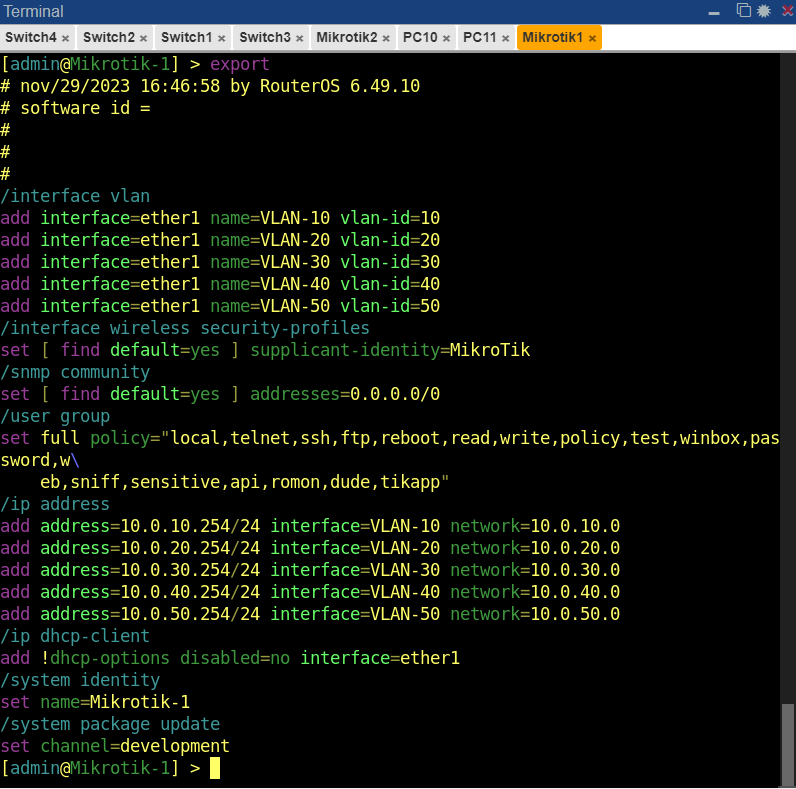 Terminal
Switch4 × Switch2 × Switch1 × Switch3 × Mikrotik2 × PC10 × PC11 × Mikrotik1 ×
[admin@Mikrotik-1] > export
# nov/29/2023 16:46:58 by RouterOS 6.49.10
# software id =
#
#
#
/interface vlan
add interface=ether1 name=VLAN-10 vlan-id=10
add interface=ether1 name=VLAN-20 vlan-id=20
add interface=ether1 name=VLAN-30 vlan-id=30
add interface=ether1 name=VLAN-40 vlan-id=40
add interface=ether1 name=VLAN-50 vlan-id=50
/interface wireless security-profiles
set [ find default=yes ] supplicant-identity=MikroTik
/snmp community
set [ find default=yes ] addresses=0.0.0.0/0
/user group
set full policy="local,telnet,ssh,ftp,reboot,read,write,policy,test,winbox,pas
sword,w\
    eb,sniff,sensitive,api,romon,dude,tikapp"
/ip address
add address=10.0.10.254/24 interface=VLAN-10 network=10.0.10.0
add address=10.0.20.254/24 interface=VLAN-20 network=10.0.20.0
add address=10.0.30.254/24 interface=VLAN-30 network=10.0.30.0
add address=10.0.40.254/24 interface=VLAN-40 network=10.0.40.0
add address=10.0.50.254/24 interface=VLAN-50 network=10.0.50.0
/ip dhcp-client
add !dhcp-options disabled=no interface=ether1
/system identity
set name=Mikrotik-1
/system package update
set channel=development
[admin@Mikrotik-1] >